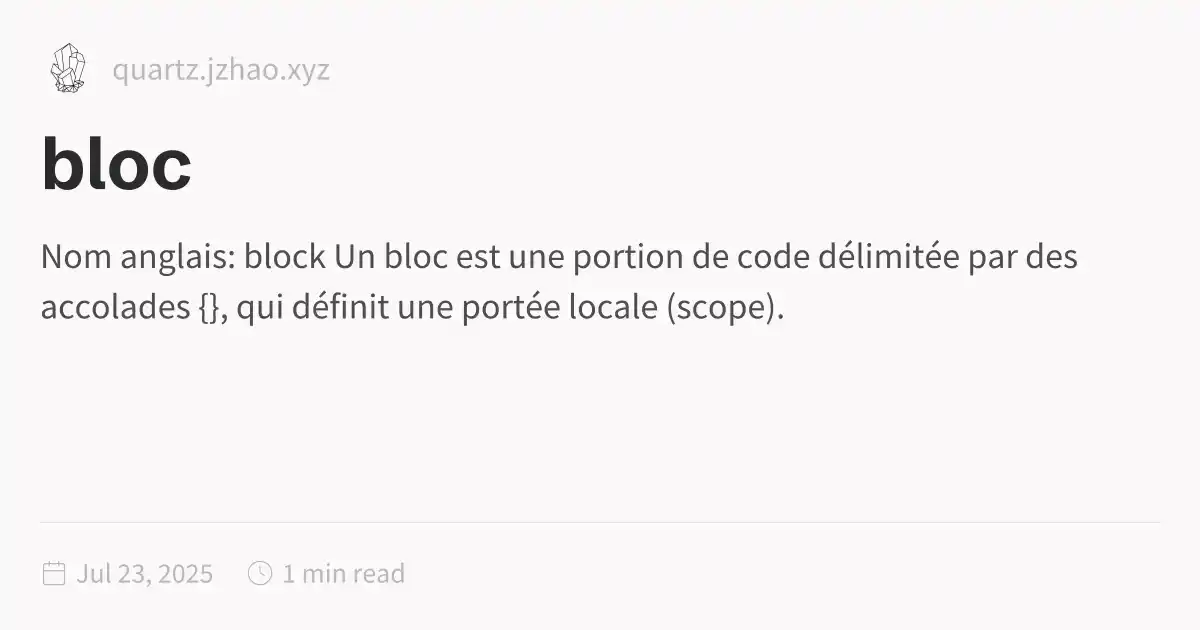 quartz.jzhao.xyz
bloc
Nom anglais: block Un bloc est une portion de code délimitée par des
accolades {}, qui définit une portée locale (scope).
Jul 23, 2025 1 min read